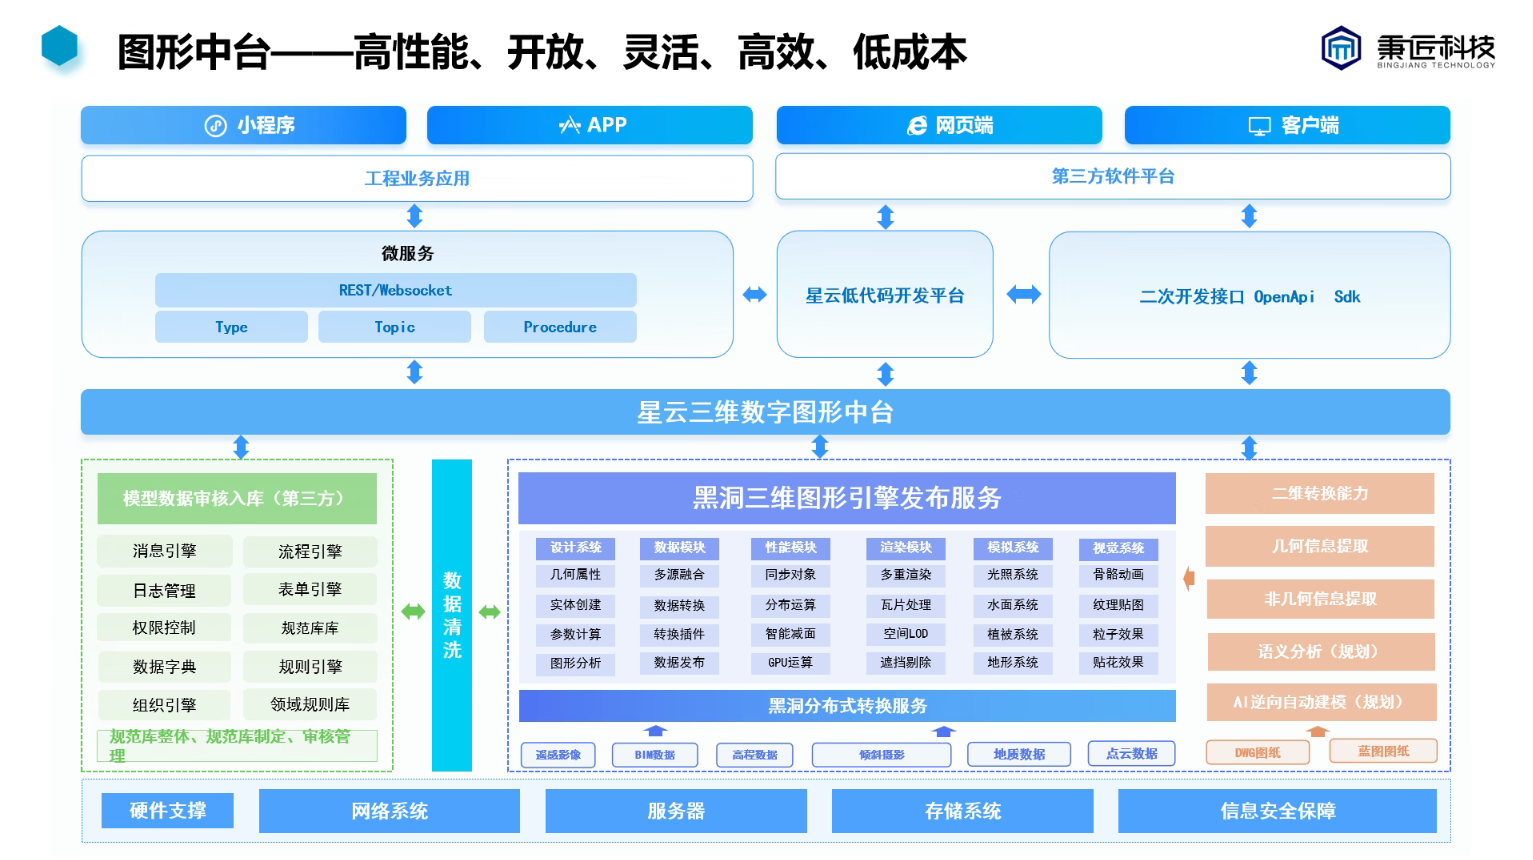 图形中台——高性能、开放、灵活、高效、低成本
秉匠科技
BINGJIANG TECHNOLOGY
小程序
APP
网页端
客户端
工程业务应用
第三方软件平台
微服务
REST/Websocket
Type
Topic
Procedure
星云低代码开发平台
二次开发接口 OpenApi Sdk
星云三维数字图形中台
模型数据审核入库（第三方）
消息引擎
流程引擎
日志管理
表单引擎
权限控制
规范库库
数据字典
规则引擎
组织引擎
领域规则库
规范库整体、规范库制定、审核管
理
数
据
清
洗
黑洞三维图形引擎发布服务
设计系统
数据模块
性能模块
渲染模块
模拟系统
视觉系统
几何属性
多源融合
同步对象
多重渲染
光照系统
骨骼动画
实体创建
数据转换
分布运算
瓦片处理
水面系统
纹理贴图
参数计算
转换插件
智能减面
空间LOD
植被系统
粒子效果
图形分析
数据发布
GPU运算
遮挡剔除
地形系统
贴花效果
黑洞分布式转换服务
遥感影像
BIM数据
高程数据
倾斜摄影
地质数据
点云数据
二维转换能力
几何信息提取
非几何信息提取
语义分析（规划）
AI逆向自动建模（规划）
DWG图纸
蓝图图纸
硬件支撑
网络系统
服务器
存储系统
信息安全保障